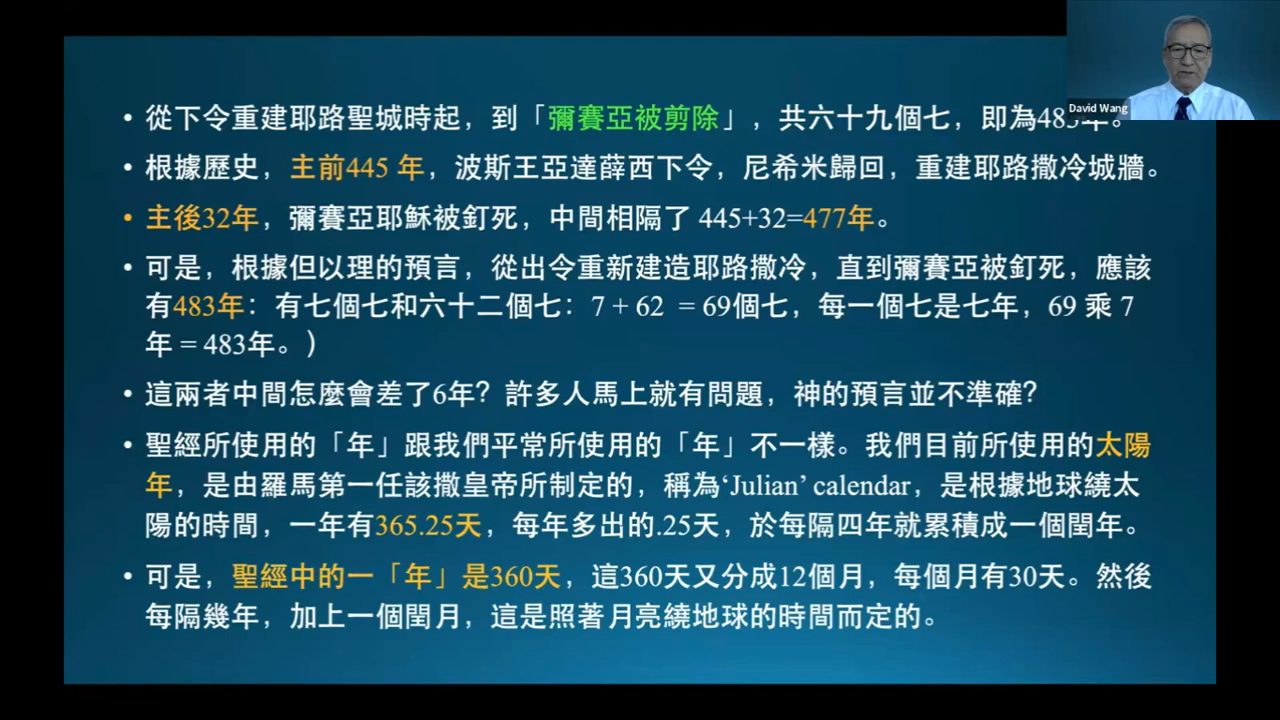 David Wang
• 從下令重建耶路聖城時起，到「彌賽亞被剪除」，共六十九個七，即為483年。
• 根據歷史，主前445 年，波斯王亞達薛西下令，尼希米歸回，重建耶路撒冷城牆。
• 主後32年，彌賽亞耶穌被釘死，中間相隔了 445+32=477年。
• 可是，根據但以理的預言，從出令重新建造耶路撒冷，直到彌賽亞被釘死，應該
有483年：有七個七和六十二個七：7 + 62 = 69個七，每一個七是七年，69 乘 7
年 = 483年。）
• 這兩者中間怎麼會差了6年？許多人馬上就有問題，神的預言並不準確？
• 聖經所使用的「年」跟我們平常所使用的「年」不一樣。我們目前所使用的太陽
年，是由羅馬第一任該撒皇帝所制定的，稱為‘Julian’ calendar，是根據地球繞太
陽的時間，一年有365.25天，每年多出的.25天，於每隔四年就累積成一個閏年。
• 可是，聖經中的一「年」是360天，這360天又分成12個月，每個月有30天。然後
每隔幾年，加上一個閏月，這是照著月亮繞地球的時間而定的。